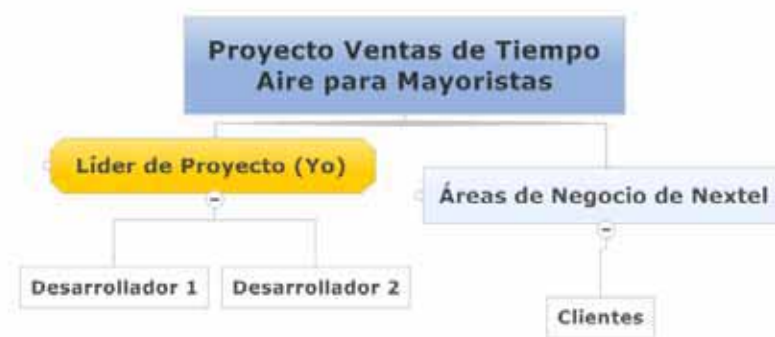 Proyecto Ventas de Tiempo
Aire para Mayoristas
Líder de Proyecto (Yo)
Áreas de Negocio de Nextel
Desarrollador 1
Desarrollador 2
Clientes